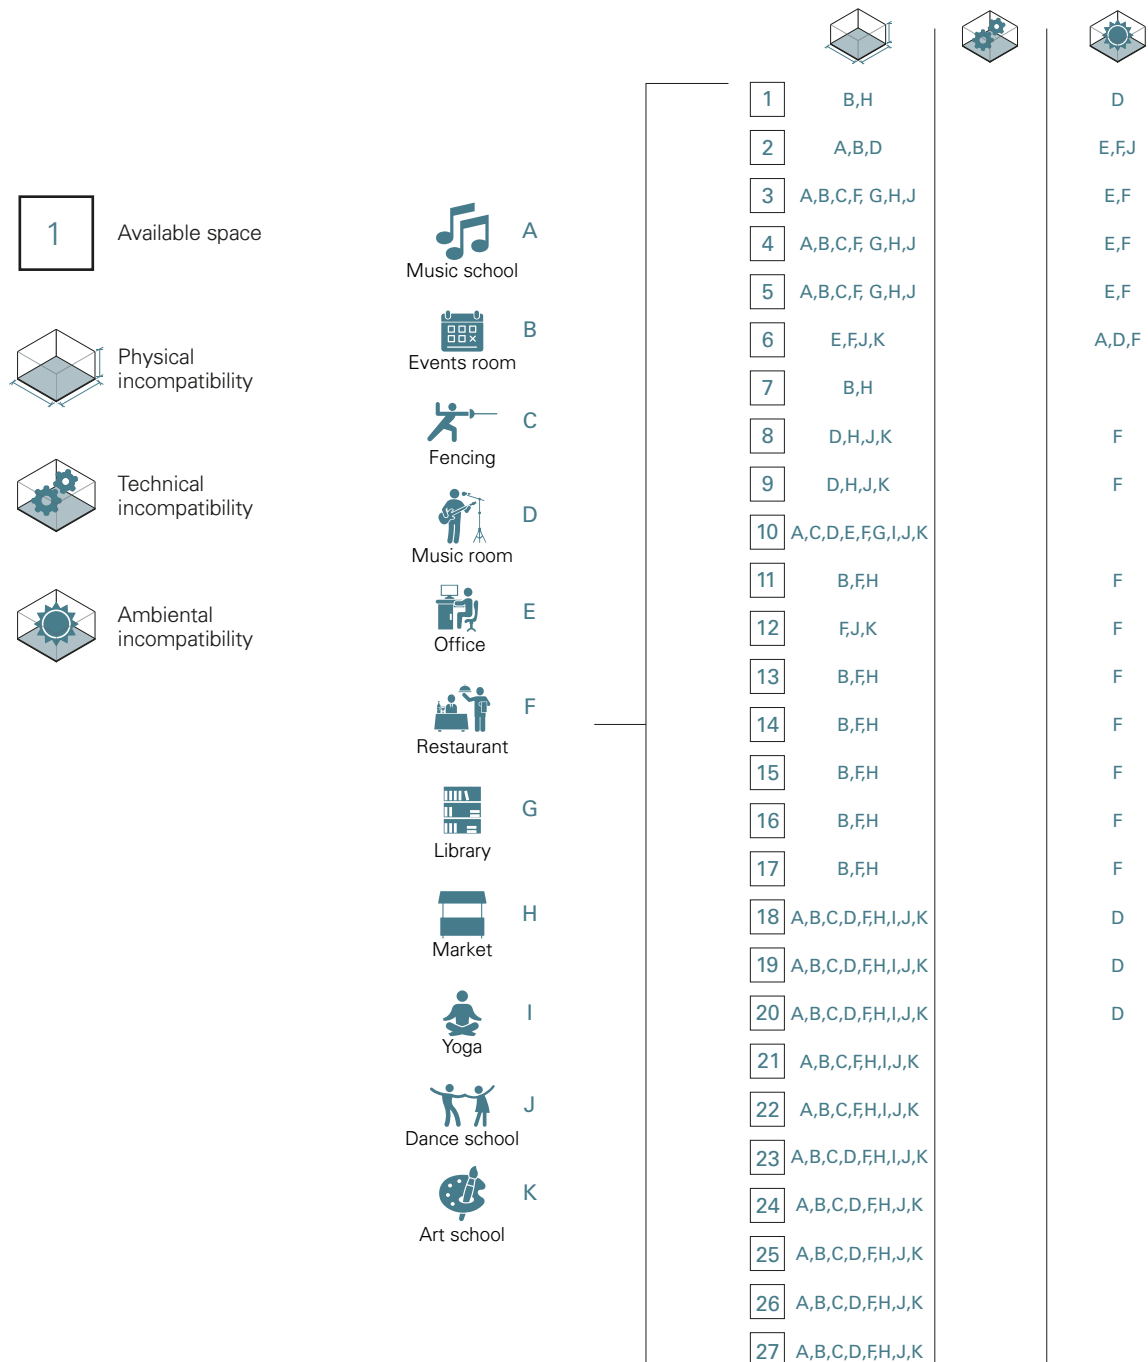 1 Available space
Physical
incompatibility
Technical
incompatibility
Ambiental
incompatibility
A
Music school
B
Events room
C
Fencing
D
Music room
E
Office
F
Restaurant
G
Library
H
Market
I
Yoga
J
Dance school
K
Art school
1 B,H D
2 A,B,D E,F,J
3 A,B,C,F, G,H,J E,F
4 A,B,C,F, G,H,J E,F
5 A,B,C,F, G,H,J E,F
6 E,F,J,K A,D,F
7 B,H
8 D,H,J,K F
9 D,H,J,K F
10 A,C,D,E,F,G,I,J,K
11 B,F,H F
12 F,J,K F
13 B,F,H F
14 B,F,H F
15 B,F,H F
16 B,F,H F
17 B,F,H F
18 A,B,C,D,F,H,I,J,K D
19 A,B,C,D,F,H,I,J,K D
20 A,B,C,D,F,H,I,J,K D
21 A,B,C,F,H,I,J,K
22 A,B,C,F,H,I,J,K
23 A,B,C,D,F,H,I,J,K
24 A,B,C,D,F,H,J,K
25 A,B,C,D,F,H,J,K
26 A,B,C,D,F,H,J,K
27 A,B,C,D,F,H,J,K